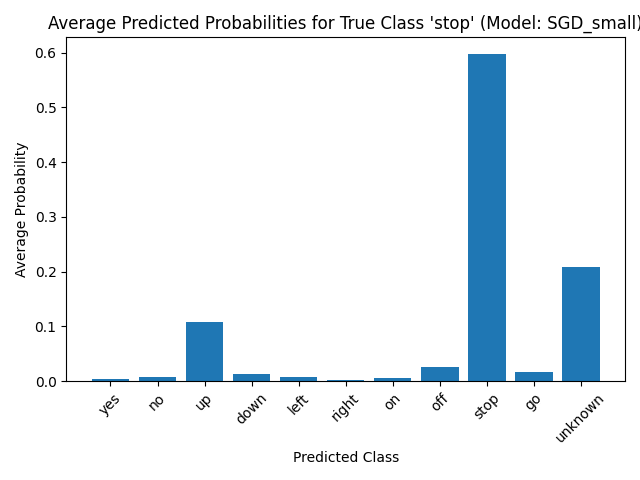 Average Predicted Probabilities for True Class 'stop' (Model: SGD_small)
0.6
0.5
0.4
0.3
0.2
0.1
0.0
Average Probability
yes
no
up
down
left
right
on
off
stop
go
unknown
Predicted Class